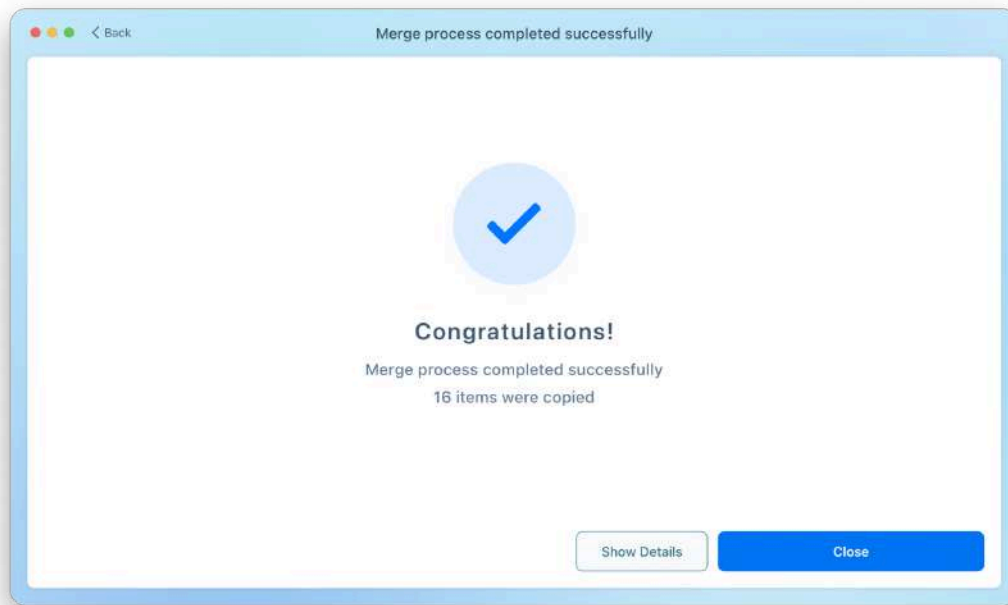 Back
Merge process completed successfully
Congratulations!
Merge process completed successfully
16 items were copied
Show Details
Close